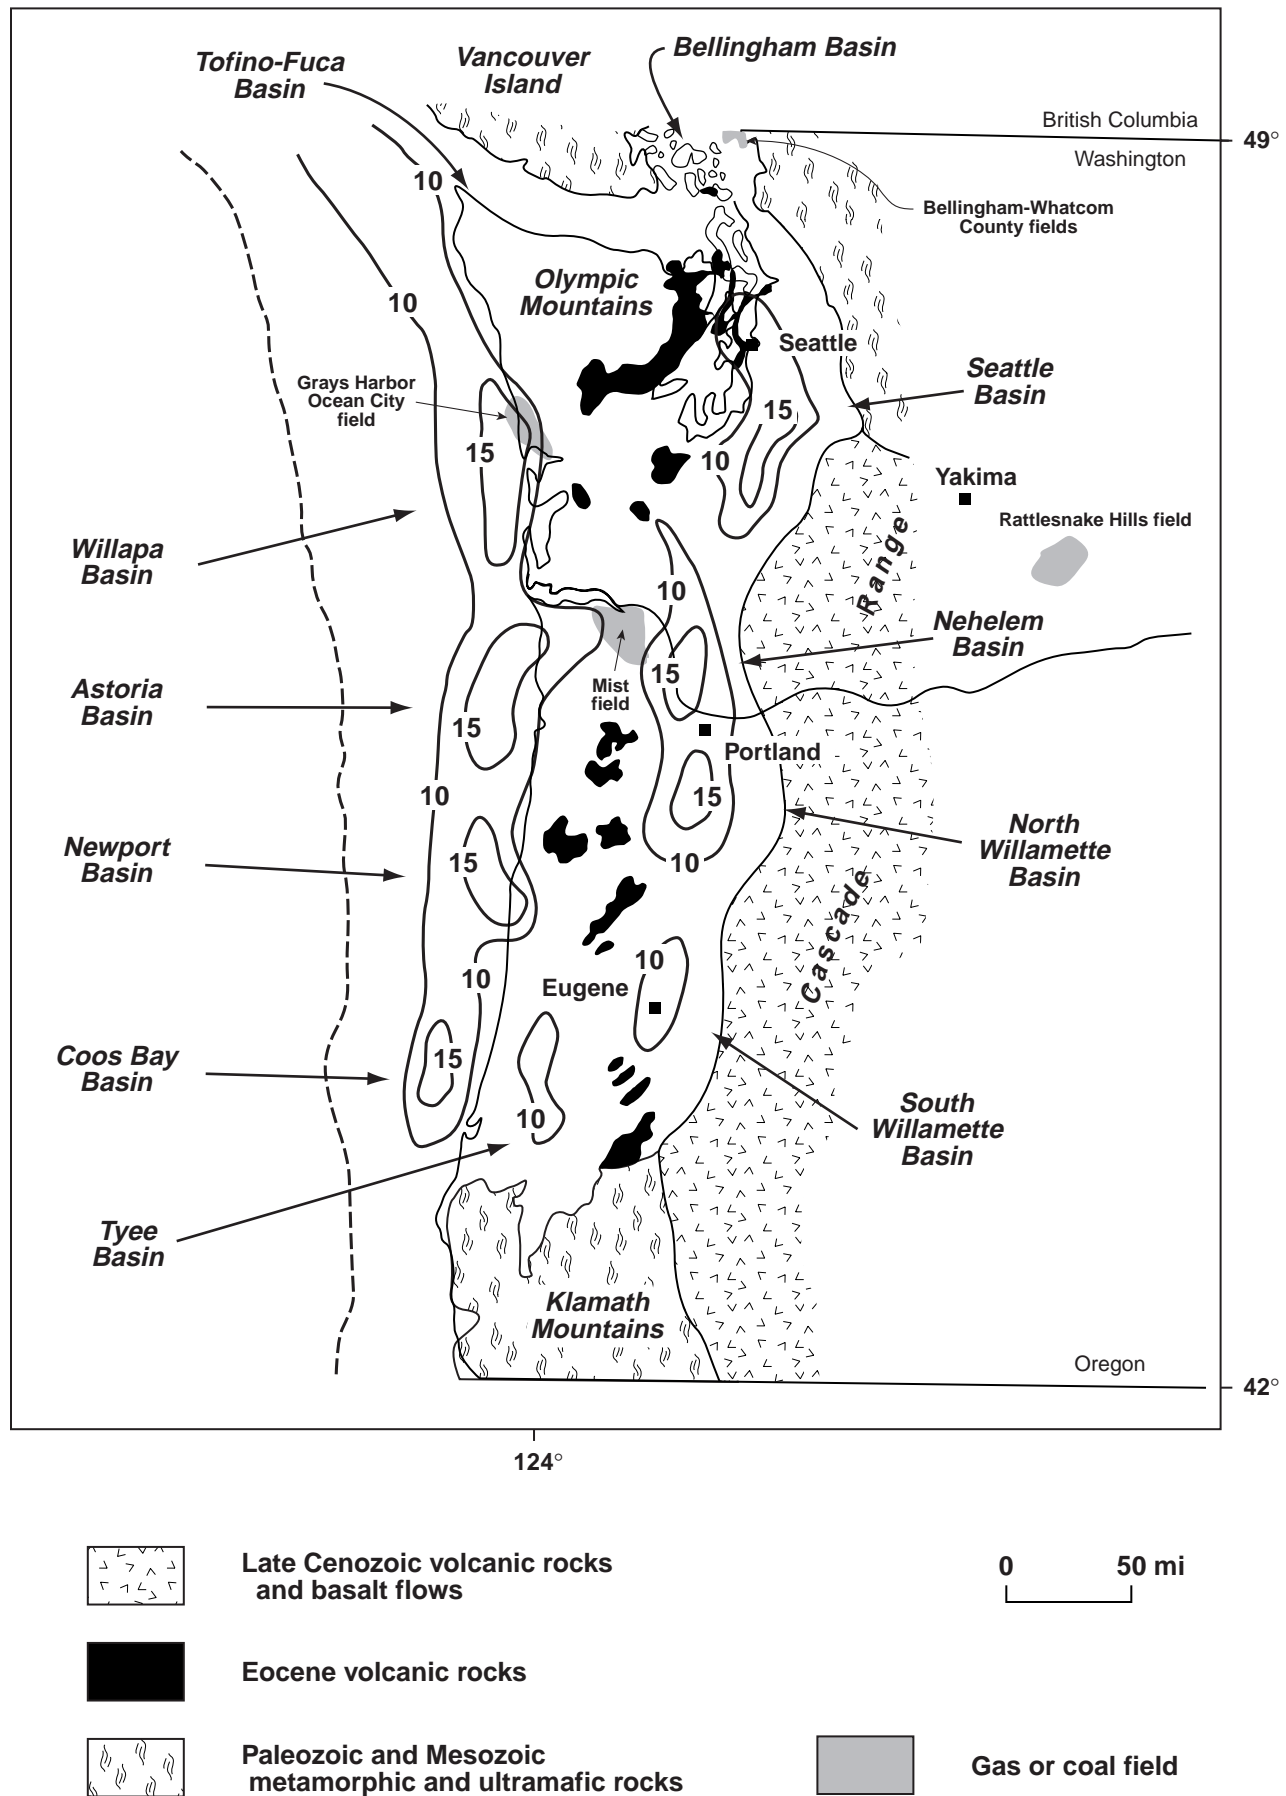 Tofino-Fuca
Basin
Vancouver
Island
Bellingham Basin
British Columbia
49°
Washington
10
Bellingham-Whatcom
County fields
Olympic
Mountains
10
Seattle
Grays Harbor
Ocean City
field
Seattle
Basin
15
15
10
Yakima
Rattlesnake Hills field
Willapa
Basin
Range
10
Nehelem
Basin
Astoria
Basin
15
Mist
field
15
Portland
10
15
North
Willamette
Basin
Newport
Basin
15
10
Cascade
10
10
Eugene
Coos Bay
Basin
15
10
South
Willamette
Basin
Tyee
Basin
Klamath
Mountains
Oregon
42°
124°
Late Cenozoic volcanic rocks
and basalt flows
0 50 mi
Eocene volcanic rocks
Paleozoic and Mesozoic
metamorphic and ultramafic rocks
Gas or coal field